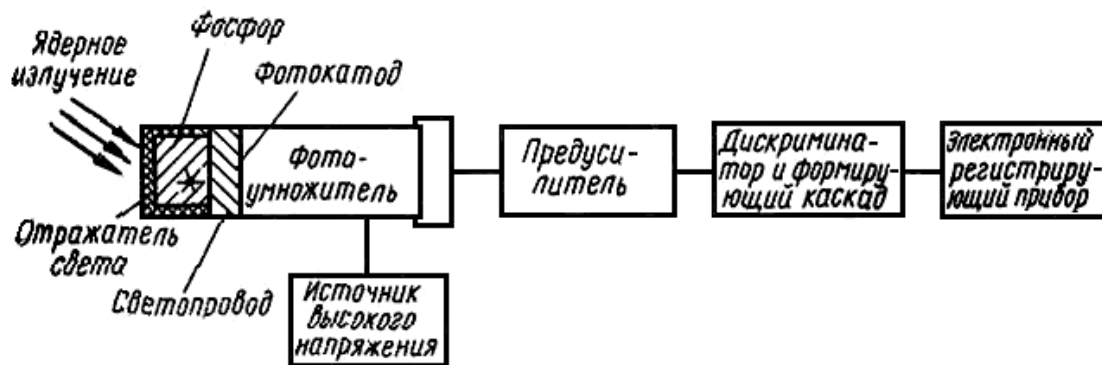 Фосфор
Ядерное
излучение
Фотокатод
Фото-
умножитель
Предуси-
литель
Дискримина-
тор и формиру-
ющий каскад
Электронный
регистриру-
ющий прибор
Отражатель
света
Светопровод
Источник
высокого
напряжения